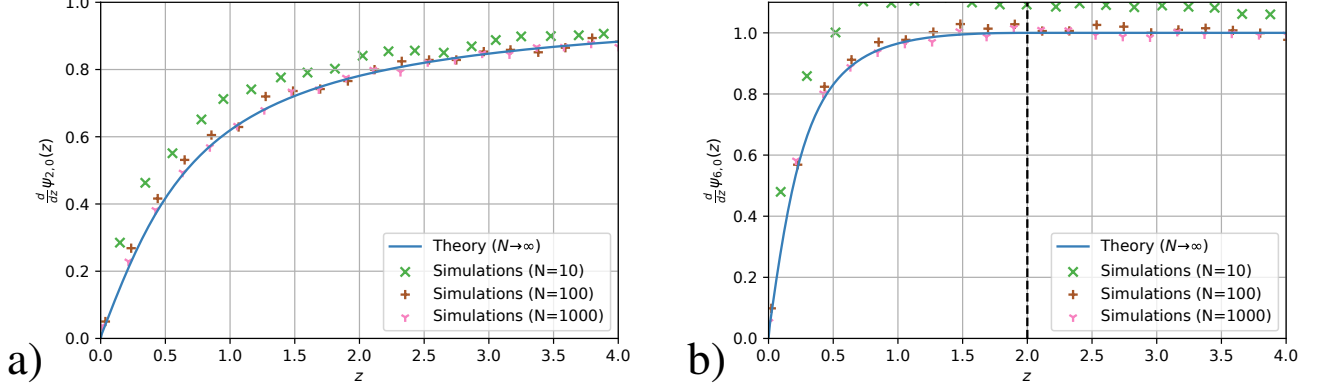 1.0
0.8
0.6
0.4
0.2
0.0
d/dz ψ2,0(z)
Theory (N→∞)
Simulations (N=10)
Simulations (N=100)
Simulations (N=1000)
0.0 0.5 1.0 1.5 2.0 2.5 3.0 3.5 4.0
z
a)
1.0
0.8
0.6
0.4
0.2
0.0
d/dz ψ6,0(z)
Theory (N→∞)
Simulations (N=10)
Simulations (N=100)
Simulations (N=1000)
0.0 0.5 1.0 1.5 2.0 2.5 3.0 3.5 4.0
z
b)